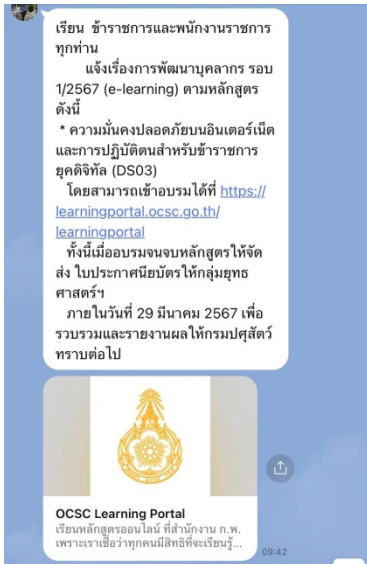 เรียน ข้าราชการและพนักงานราชการ
ทุกท่าน
แจ้งเรื่องการพัฒนาบุคลากร รอบ
1/2567 (e-learning) ตามหลักสูตร
ดังนี้
* ความมั่นคงปลอดภัยบนอินเตอร์เน็ต
และการปฏิบัติตนสำหรับข้าราชการ
ยุคดิจิทัล (DS03)
โดยสามารถเข้าอบรมได้ที่ https://
learningportal.ocsc.go.th/
learningportal
ทั้งนี้เมื่ออบรมจนจบหลักสูตรให้จัด
ส่ง ใบประกาศนียบัตรให้กลุ่มยุทธ
ศาสตร์ฯ
ภายในวันที่ 29 มีนาคม 2567 เพื่อ
รวบรวมและรายงานผลให้กรมปศุสัตว์
ทราบต่อไป
OCSC Learning Portal
เรียนหลักสูตรออนไลน์ ที่สำนักงาน ก.พ.
เพราะเราเชื่อว่าทุกคนมีสิทธิที่จะเรียนรู้...
09:42